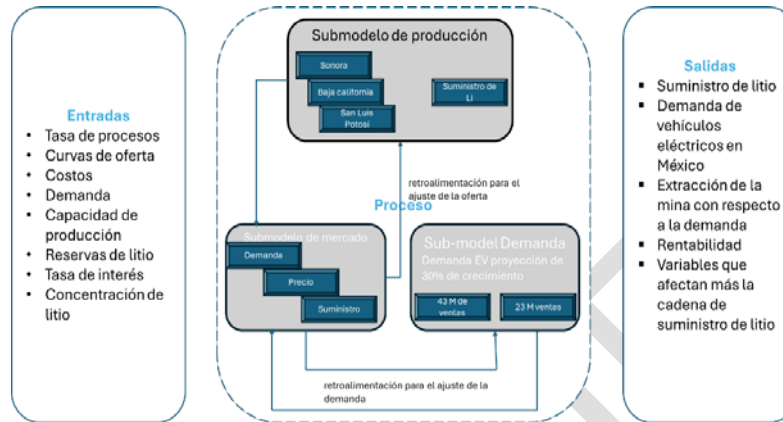 Entradas
• Tasa de procesos
• Curvas de oferta
• Costos
• Demanda
• Capacidad de
producción
• Reservas de litio
• Tasa de interés
• Concentración de
litio
Submodelo de producción
Sonora
Baja california
San Luis
Potosí
Suministro de
Li
retroalimentación para el
ajuste de la oferta
Proceso
Submodelo de mercado
Demanda
Precio
Suministro
Sub-model Demanda
Demanda EV proyección de
30% de crecimiento
43 M de
ventas
23 M ventas
retroalimentación para el ajuste de la
demanda
Salidas
▪ Suministro de litio
▪ Demanda de
vehículos
eléctricos en
México
▪ Extracción de la
mina con respecto
a la demanda
▪ Rentabilidad
▪ Variables que
afectan más la
cadena de
suministro de litio